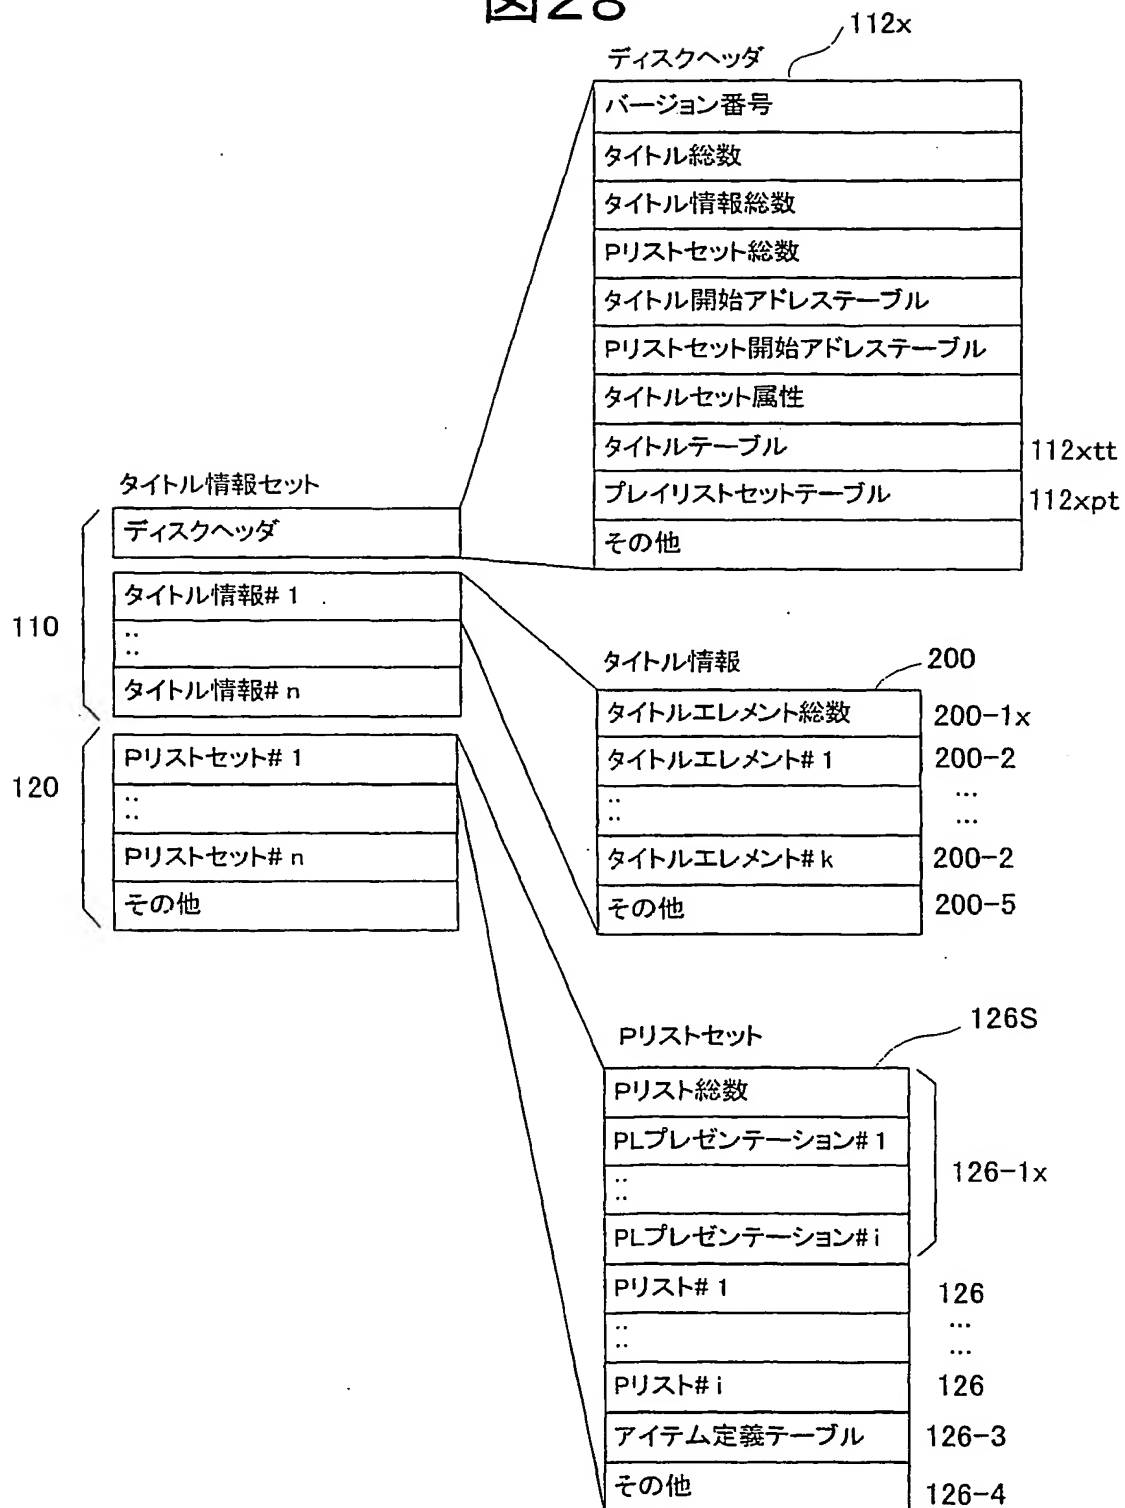 図28
112x
ディスクヘッダ
バージョン番号
タイトル総数
タイトル情報総数
Pリストセット総数
タイトル開始アドレステーブル
Pリストセット開始アドレステーブル
タイトルセット属性
タイトルテーブル 112xtt
プレイリストセットテーブル 112xpt
その他
タイトル情報セット
ディスクヘッダ
タイトル情報#1
::
タイトル情報#n
110
Pリストセット#1
::
Pリストセット#n
その他
120
タイトル情報 200
タイトルエレメント総数 200-1x
タイトルエレメント#1 200-2
:: … …
タイトルエレメント#k 200-2
その他 200-5
Pリストセット 126S
Pリスト総数
PLプレゼンテーション#1
::
PLプレゼンテーション#i
126-1x
Pリスト#1 126
:: … …
Pリスト#i 126
アイテム定義テーブル 126-3
その他 126-4